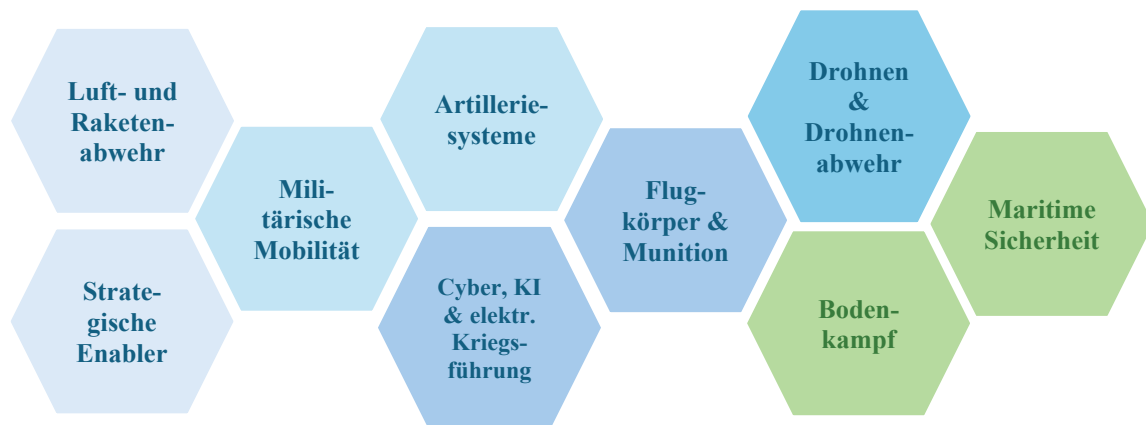 Luft- und
Raketen-
abwehr
Strate-
gische
Enabler
Mili-
tärische
Mobilität
Artillerie-
systeme
Cyber, KI
& elektr.
Kriegs-
führung
Flug-
körper &
Munition
Drohnen
&
Drohnen-
abwehr
Boden-
kampf
Maritime
Sicherheit